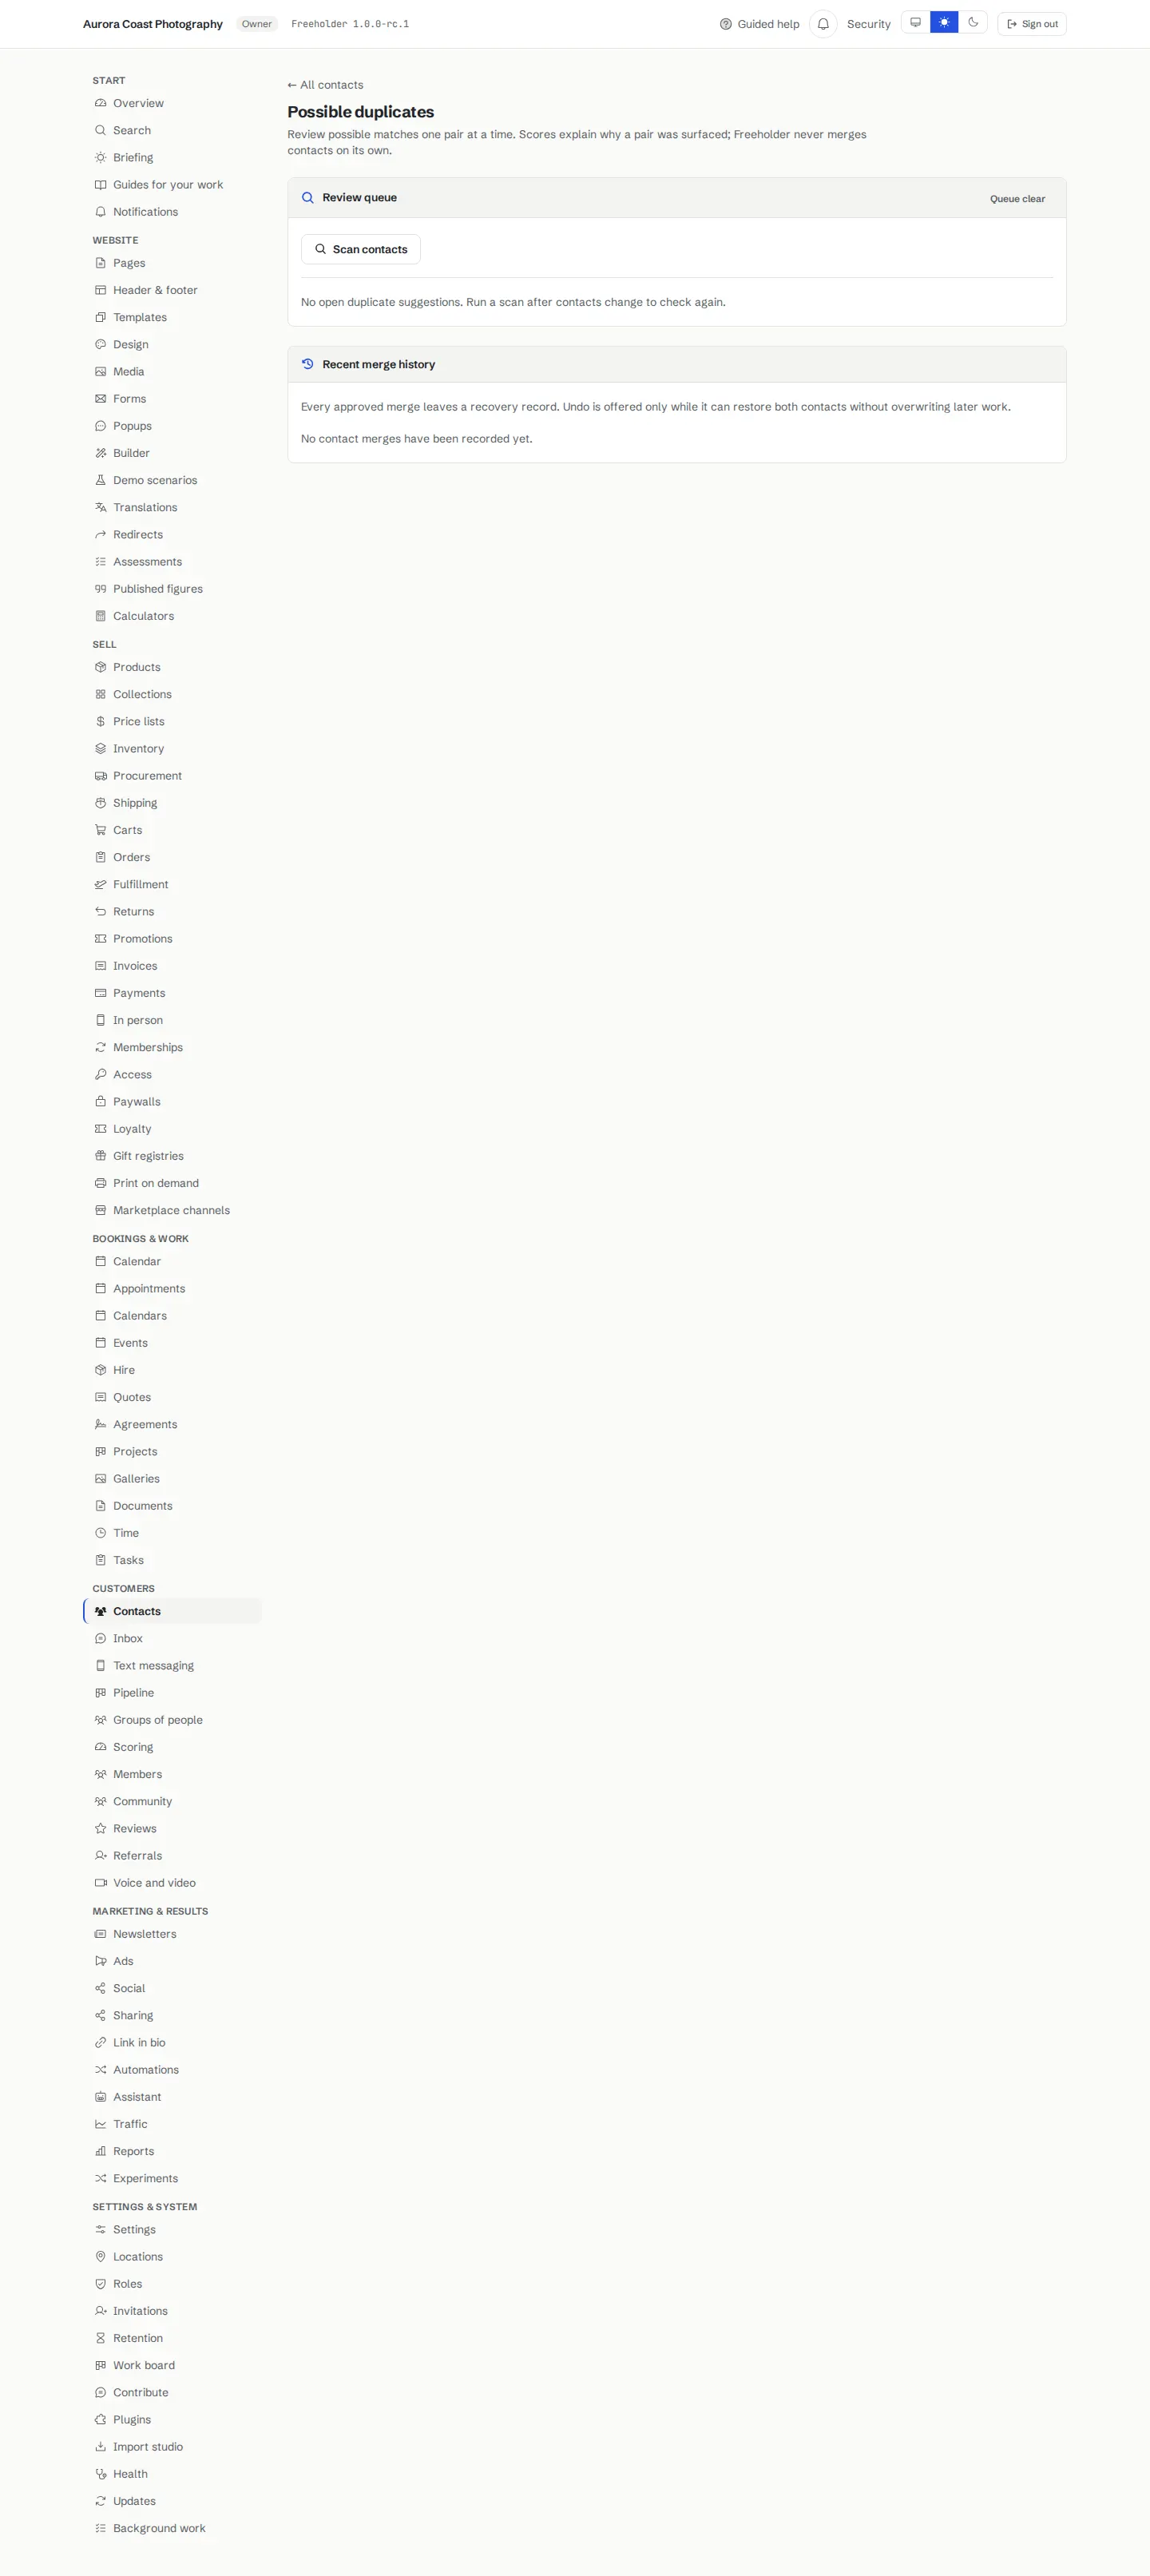 Aurora Coast Photography Owner Freeholder 1.0.0-rc.1 Guided help Security Sign out
START
Overview
Search
Briefing
Guides for your work
Notifications
WEBSITE
Pages
Header & footer
Templates
Design
Media
Forms
Popups
Builder
Demo scenarios
Translations
Redirects
Assessments
Published figures
Calculators
SELL
Products
Collections
Price lists
Inventory
Procurement
Shipping
Carts
Orders
Fulfillment
Returns
Promotions
Invoices
Payments
In person
Memberships
Access
Paywalls
Loyalty
Gift registries
Print on demand
Marketplace channels
BOOKINGS & WORK
Calendar
Appointments
Calendars
Events
Hire
Quotes
Agreements
Projects
Galleries
Documents
Time
Tasks
CUSTOMERS
Contacts
Inbox
Text messaging
Pipeline
Groups of people
Scoring
Members
Community
Reviews
Referrals
Voice and video
MARKETING & RESULTS
Newsletters
Ads
Social
Sharing
Link in bio
Automations
Assistant
Traffic
Reports
Experiments
SETTINGS & SYSTEM
Settings
Locations
Roles
Invitations
Retention
Work board
Contribute
Plugins
Import studio
Health
Updates
Background work
← All contacts
Possible duplicates
Review possible matches one pair at a time. Scores explain why a pair was surfaced; Freeholder never merges
contacts on its own.
Review queue Queue clear
Scan contacts
No open duplicate suggestions. Run a scan after contacts change to check again.
Recent merge history
Every approved merge leaves a recovery record. Undo is offered only while it can restore both contacts without overwriting later work.
No contact merges have been recorded yet.